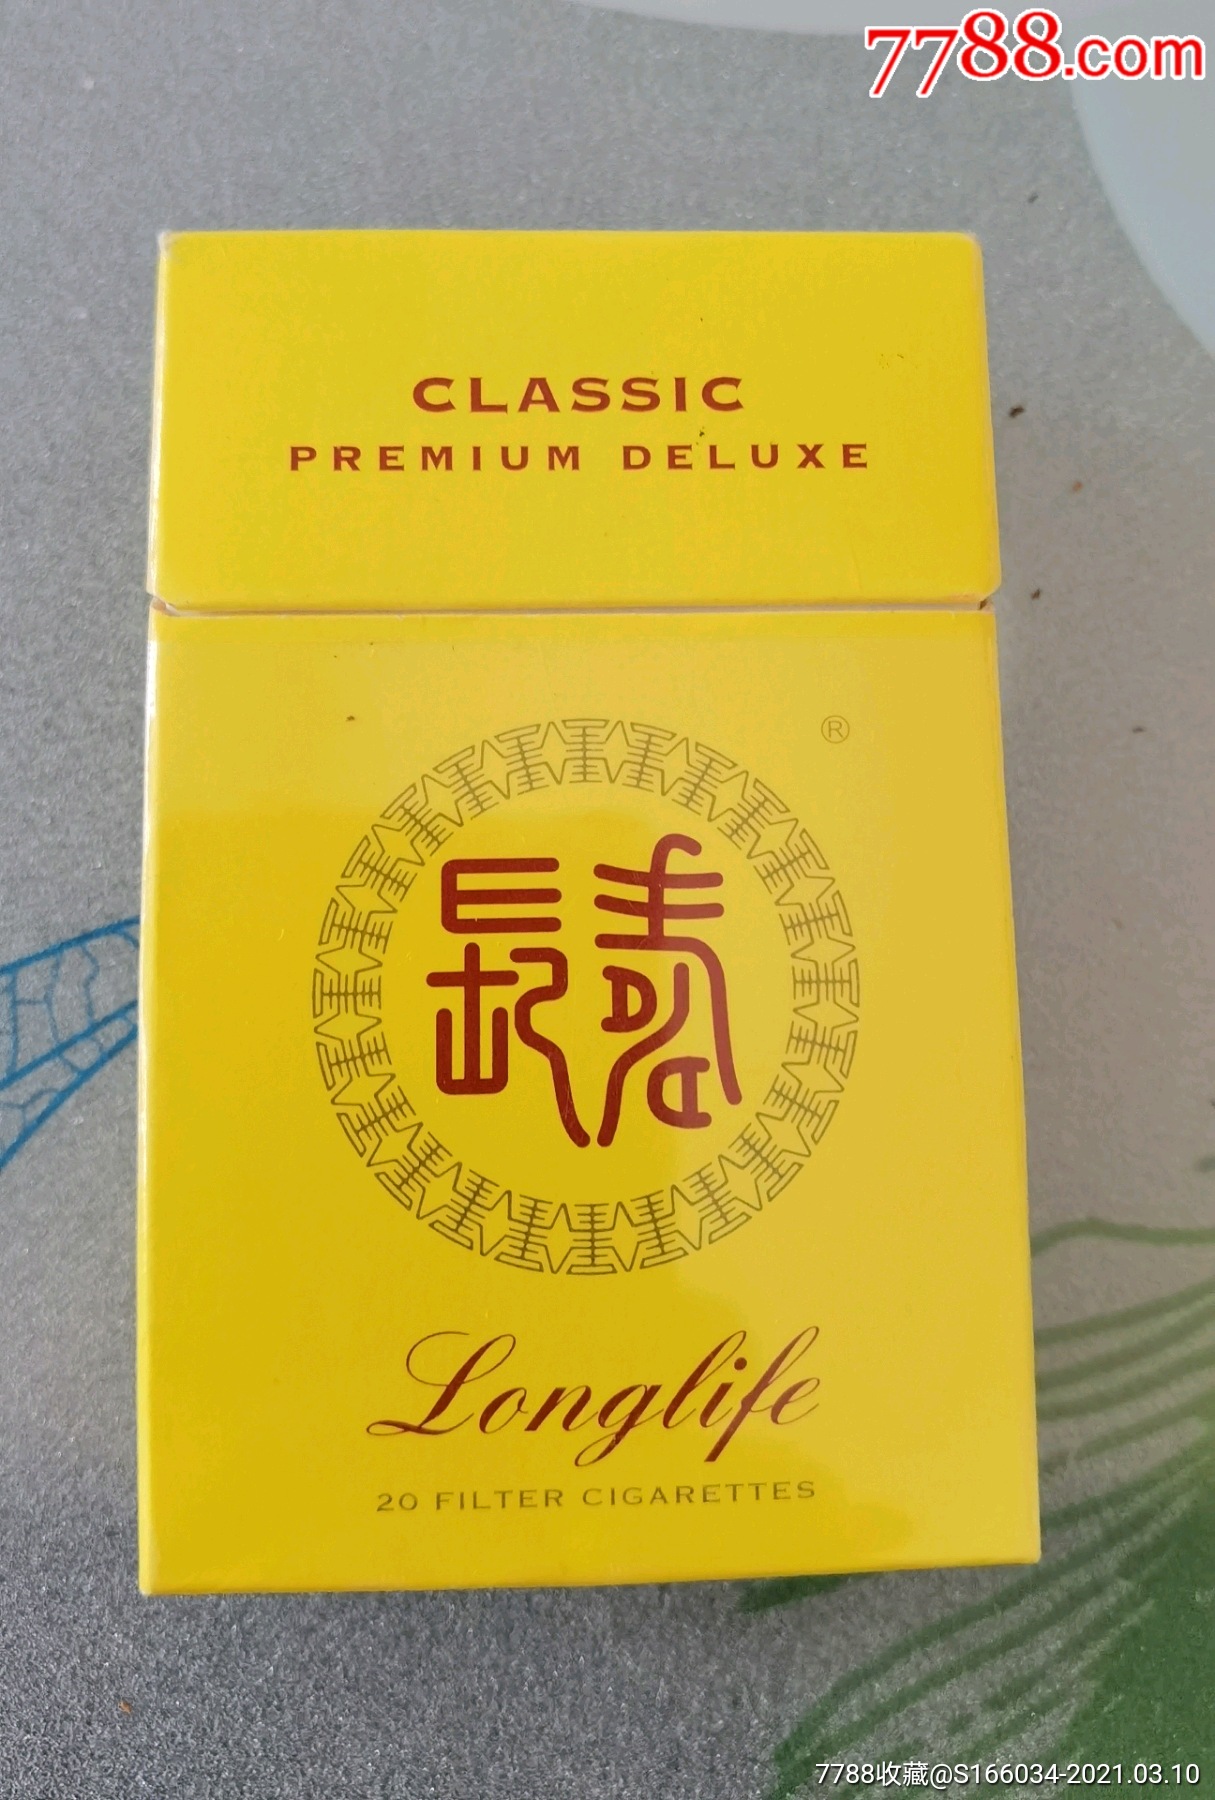 7788.com
CLASSIC
PREMIUM DELUXE
®
長壽
Longlife
20 FILTER CIGARETTES
7788收藏@S166034-2021.03.10